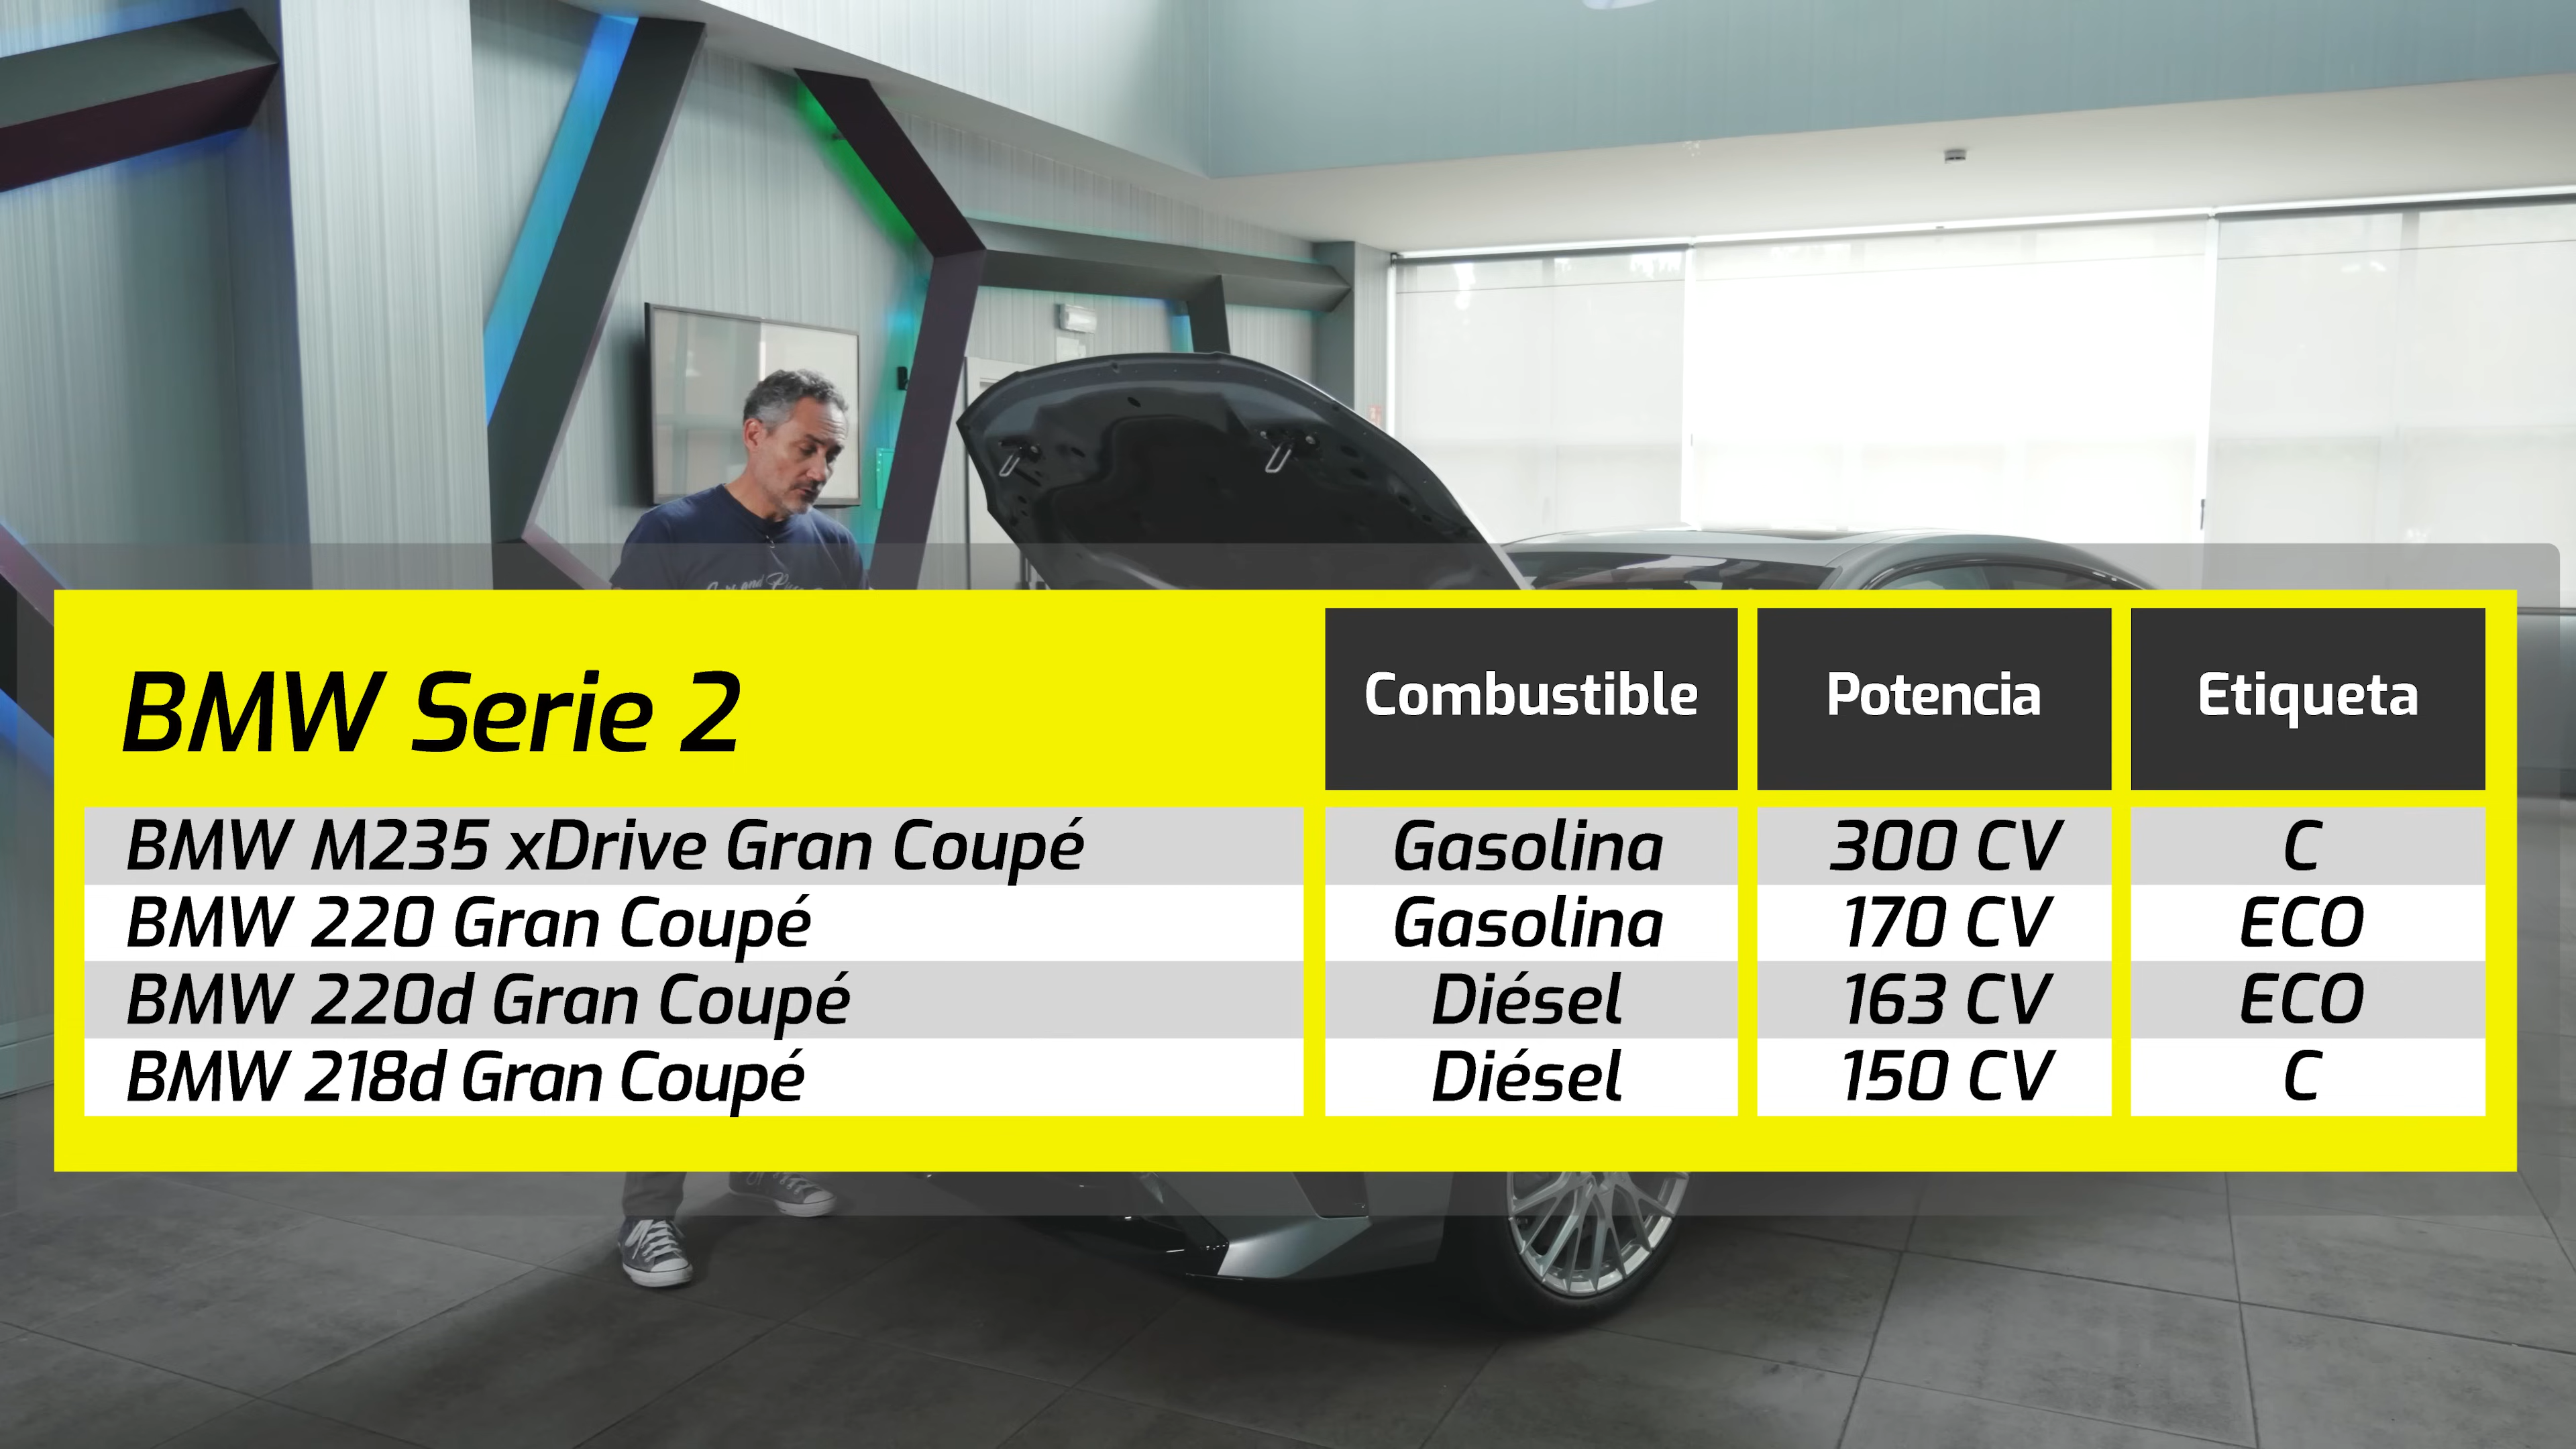 BMW Serie 2 Combustible Potencia Etiqueta
BMW M235 xDrive Gran Coupé Gasolina 300 CV C
BMW 220 Gran Coupé Gasolina 170 CV ECO
BMW 220d Gran Coupé Diésel 163 CV ECO
BMW 218d Gran Coupé Diésel 150 CV C